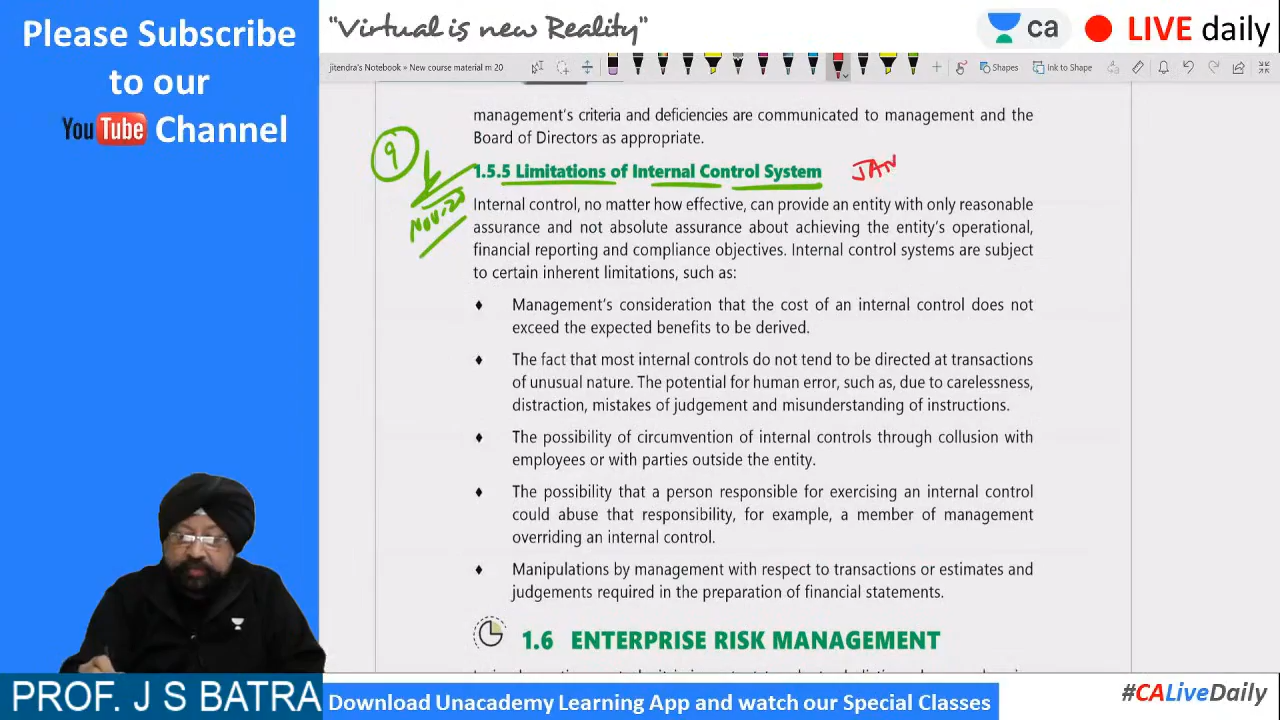 Please Subscribe
to our
YouTube Channel
"Virtual is new Reality"
ca LIVE daily
jitendra's Notebook » New course material m 20
Shapes
Ink to Shape
management's criteria and deficiencies are communicated to management and the
Board of Directors as appropriate.
9
1.5.5 Limitations of Internal Control System
JAN
Nov-20
Internal control, no matter how effective, can provide an entity with only reasonable
assurance and not absolute assurance about achieving the entity's operational,
financial reporting and compliance objectives. Internal control systems are subject
to certain inherent limitations, such as:
♦ Management's consideration that the cost of an internal control does not
exceed the expected benefits to be derived.
♦ The fact that most internal controls do not tend to be directed at transactions
of unusual nature. The potential for human error, such as, due to carelessness,
distraction, mistakes of judgement and misunderstanding of instructions.
♦ The possibility of circumvention of internal controls through collusion with
employees or with parties outside the entity.
♦ The possibility that a person responsible for exercising an internal control
could abuse that responsibility, for example, a member of management
overriding an internal control.
♦ Manipulations by management with respect to transactions or estimates and
judgements required in the preparation of financial statements.
1.6 ENTERPRISE RISK MANAGEMENT
PROF. J S BATRA
Download Unacademy Learning App and watch our Special Classes
#CALiveDaily